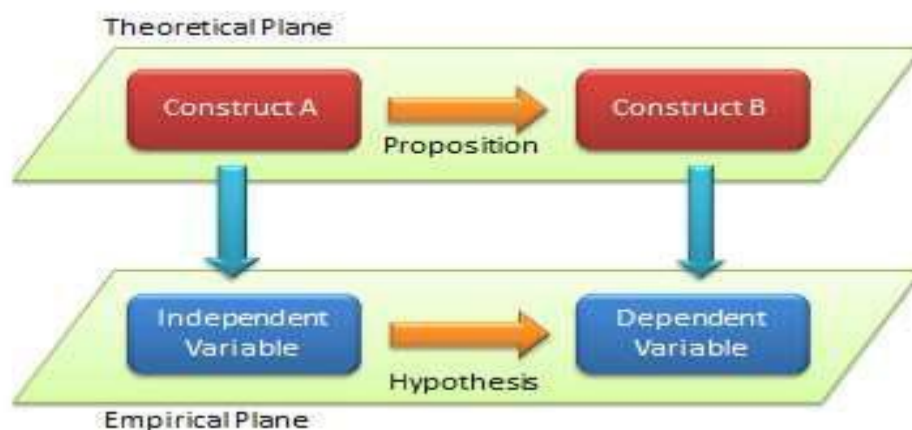 Theoretical Plane
Construct A
Construct B
Proposition
Independent
Variable
Dependent
Variable
Hypothesis
Empirical Plane